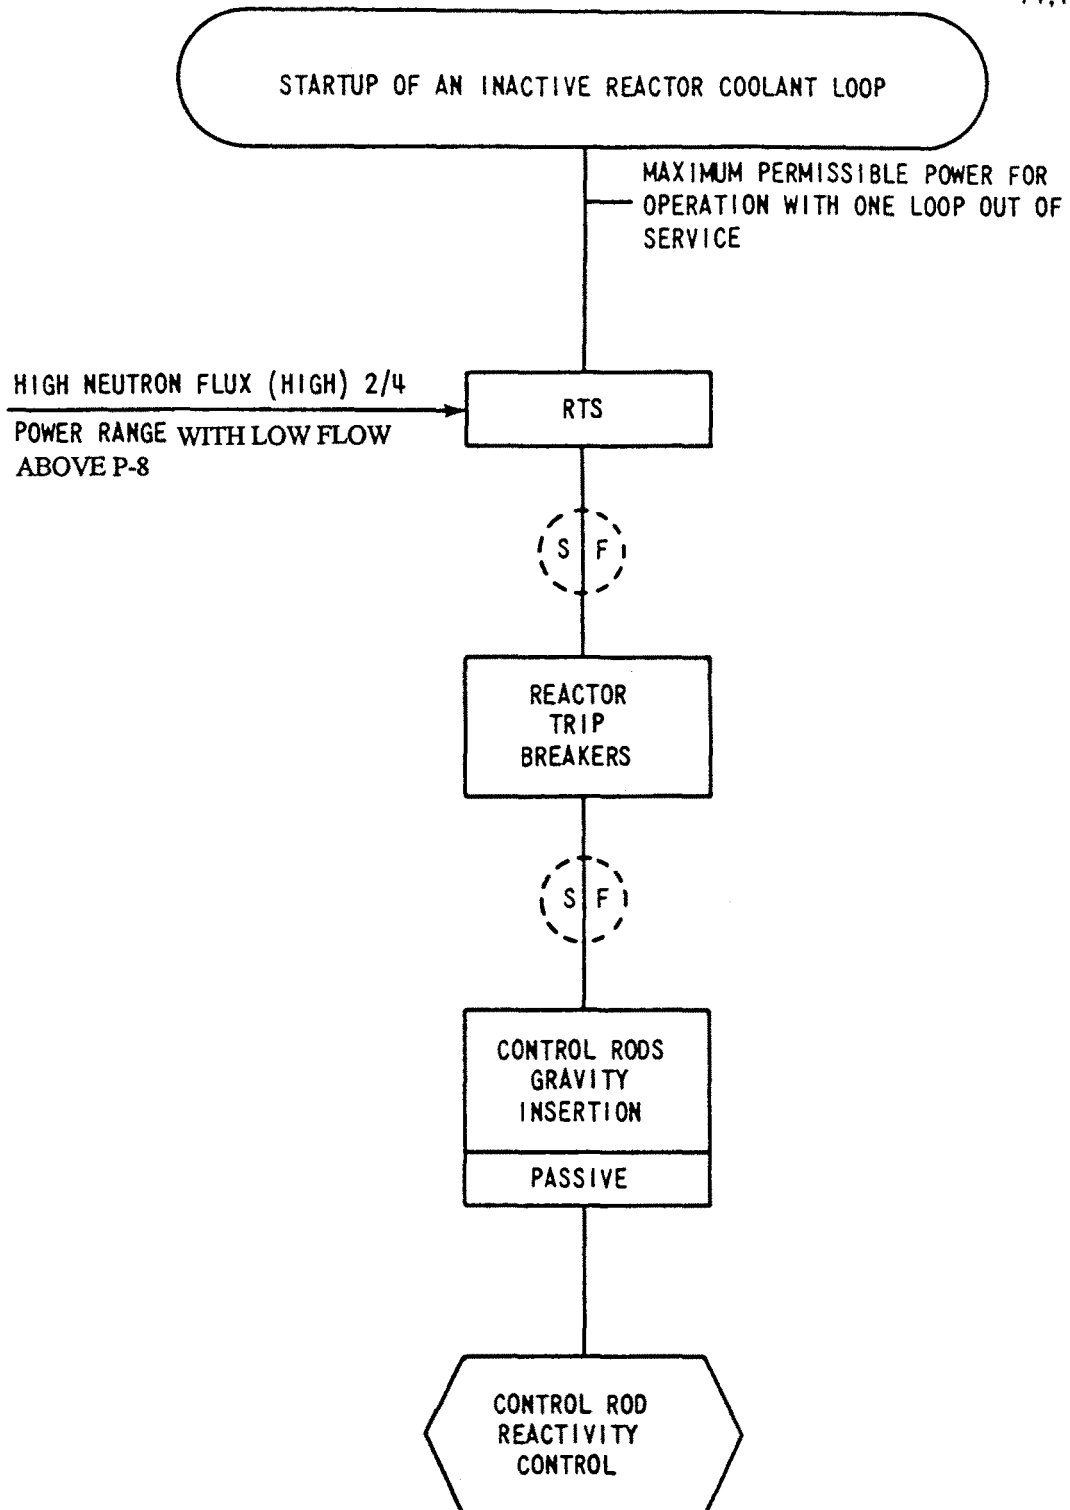 STARTUP OF AN INACTIVE REACTOR COOLANT LOOP
MAXIMUM PERMISSIBLE POWER FOR
OPERATION WITH ONE LOOP OUT OF
SERVICE
HIGH NEUTRON FLUX (HIGH) 2/4
POWER RANGE WITH LOW FLOW
ABOVE P-8
RTS
S F
REACTOR
TRIP
BREAKERS
S F
CONTROL RODS
GRAVITY
INSERTION
PASSIVE
CONTROL ROD
REACTIVITY
CONTROL